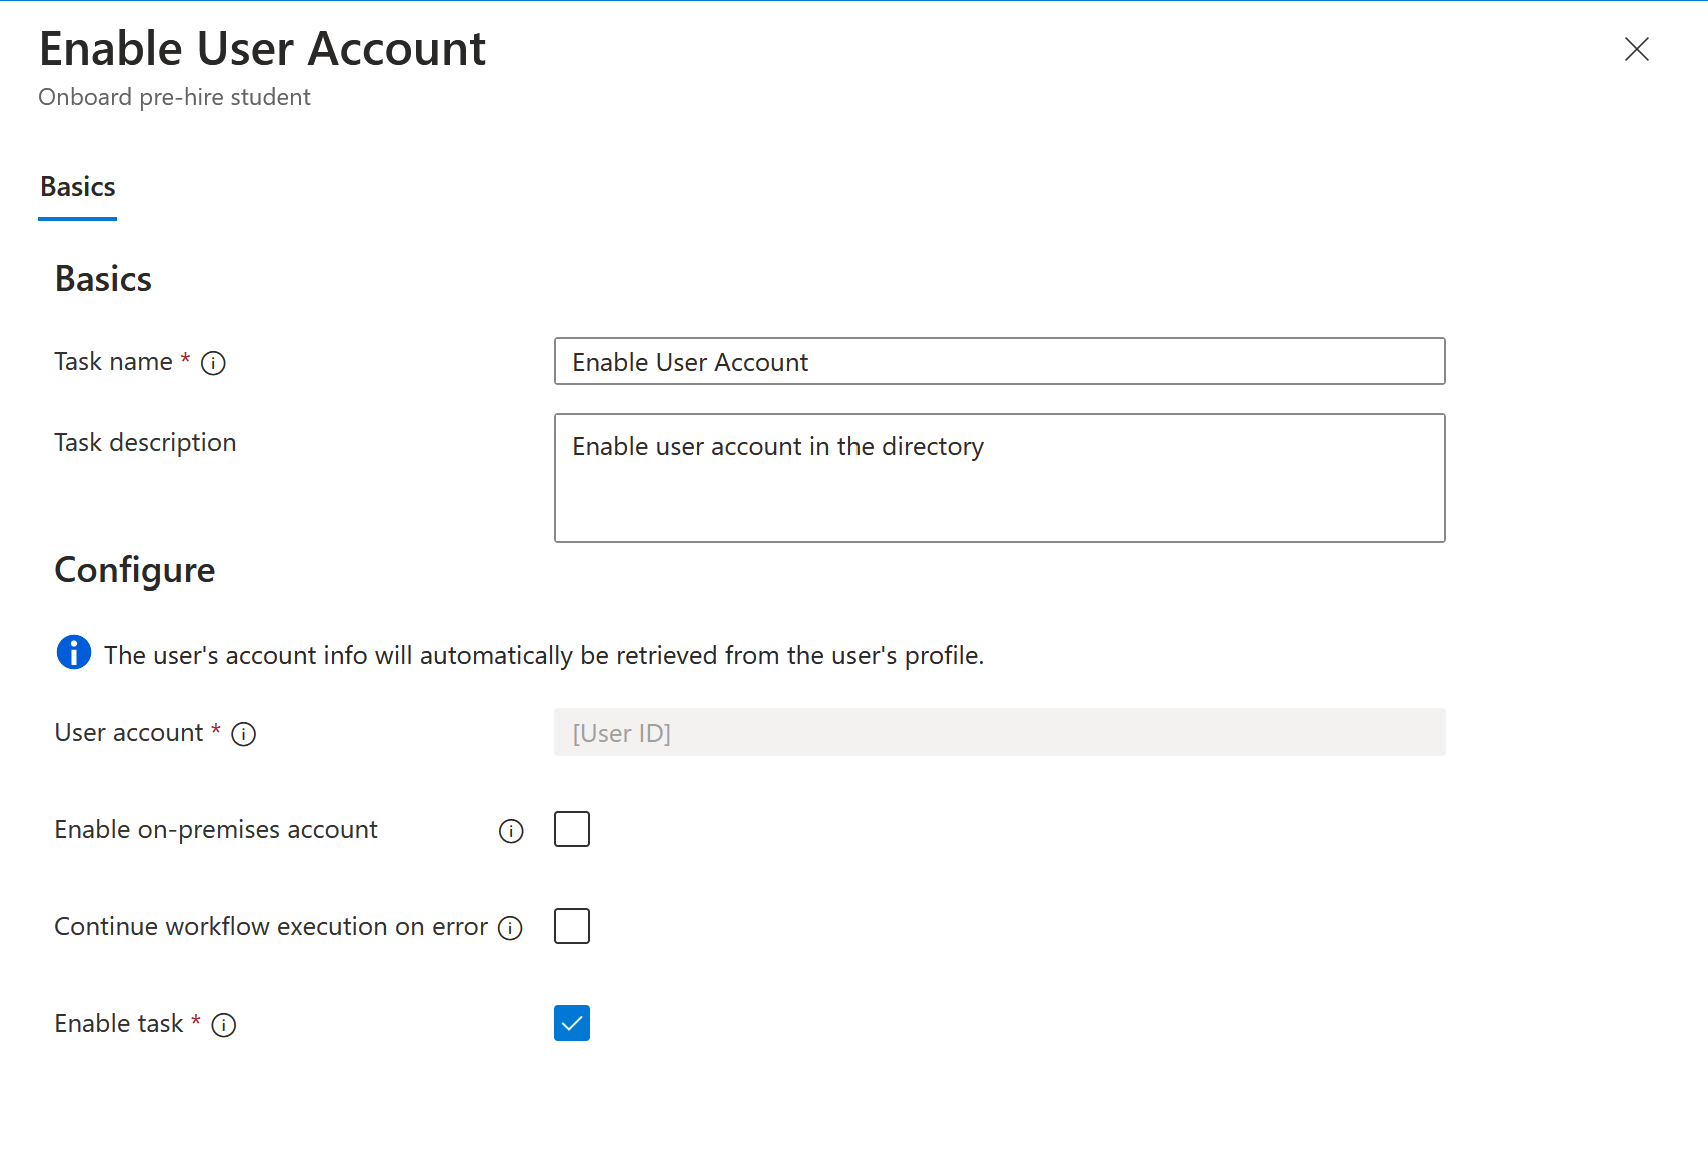 Enable User Account
Onboard pre-hire student
Basics
Basics
Task name *
Enable User Account
Task description
Enable user account in the directory
Configure
The user's account info will automatically be retrieved from the user's profile.
User account *
[User ID]
Enable on-premises account
Continue workflow execution on error
Enable task *